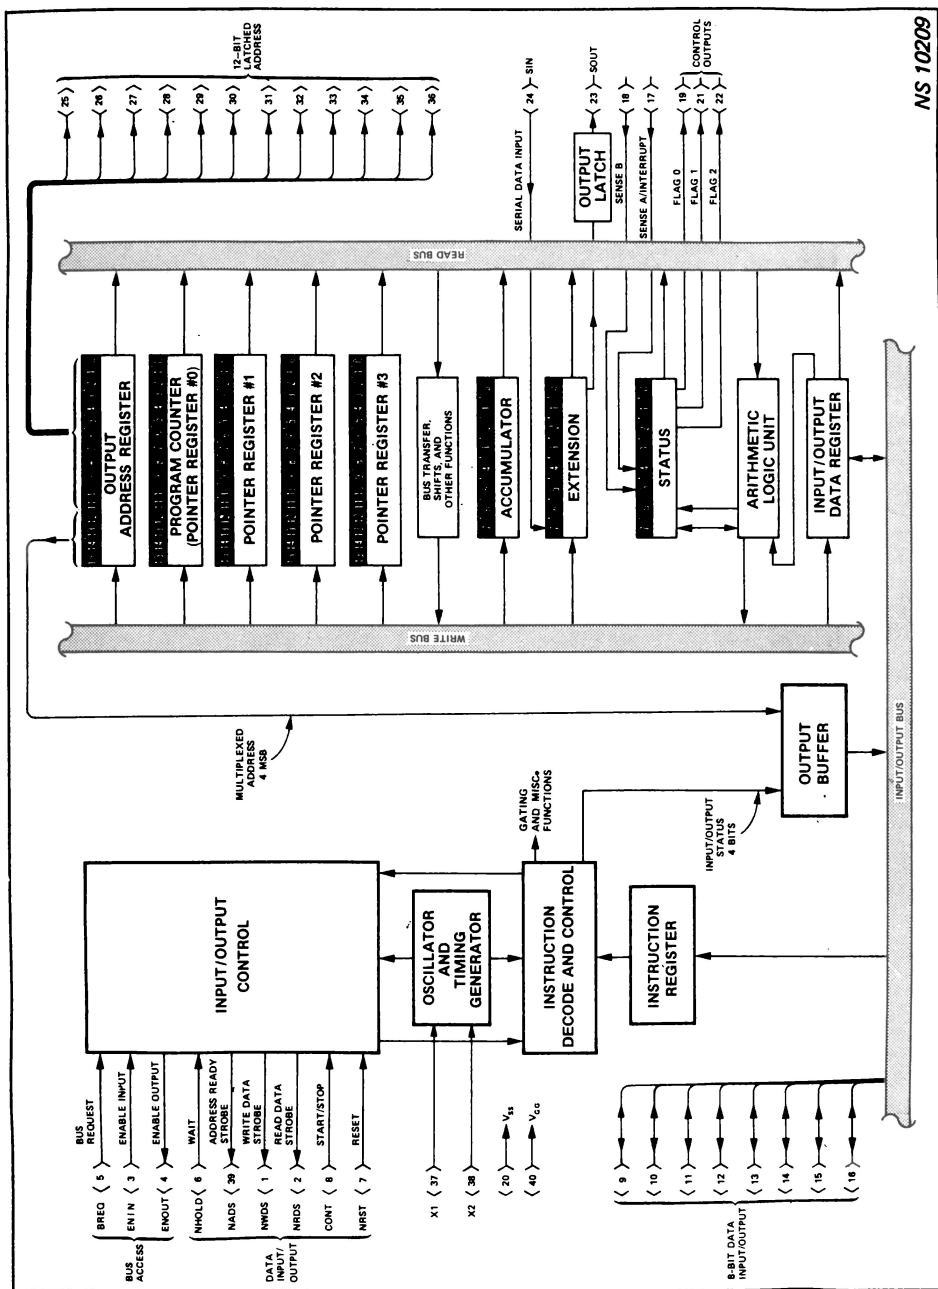 BUS
ACCESS
BREQ
5
BUS
REQUEST
ENIN
3
ENABLE INPUT
ENOUT
4
ENABLE OUTPUT
DATA
INPUT/
OUTPUT
NHOLD
6
WAIT
NADS
39
ADDRESS READY
STROBE
NWDS
1
WRITE DATA
STROBE
NRDS
2
READ DATA
STROBE
CONT
8
START/STOP
NRST
7
RESET
INPUT/OUTPUT
CONTROL
X1
37
X2
38
OSCILLATOR
AND
TIMING
GENERATOR
20
VSS
40
VGG
INSTRUCTION
DECODE AND CONTROL
GATING
AND MISC.
FUNCTIONS
INSTRUCTION
REGISTER
INPUT/OUTPUT
STATUS
4 BITS
OUTPUT
BUFFER
MULTIPLEXED
ADDRESS
4 MSB
8-BIT DATA
INPUT/OUTPUT
9
10
11
12
13
14
15
16
INPUT/OUTPUT BUS
WRITE BUS
READ BUS
OUTPUT
ADDRESS REGISTER
PROGRAM COUNTER
(POINTER REGISTER #0)
POINTER REGISTER #1
POINTER REGISTER #2
POINTER REGISTER #3
BUS TRANSFER,
SHIFTS, AND
OTHER FUNCTIONS
ACCUMULATOR
EXTENSION
STATUS
ARITHMETIC
LOGIC UNIT
INPUT/OUTPUT
DATA REGISTER
12-BIT
LATCHED
ADDRESS
25
26
27
28
29
30
31
32
33
34
35
36
SERIAL DATA INPUT
24
SIN
OUTPUT
LATCH
23
SOUT
SENSE B
18
SENSE A/INTERRUPT
17
FLAG 0
19
FLAG 1
21
FLAG 2
22
CONTROL
OUTPUTS
NS 10209